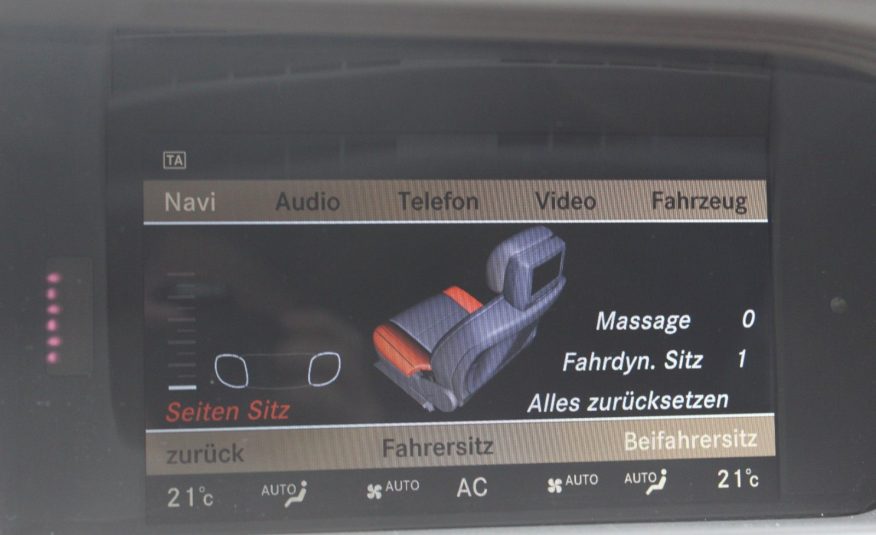 TA
Navi Audio Telefon Video Fahrzeug
Massage 0
Fahrdyn. Sitz 1
Seiten Sitz Alles zurücksetzen
zurück Fahrersitz Beifahrersitz
21°C AUTO AUTO AC AUTO AUTO 21°C